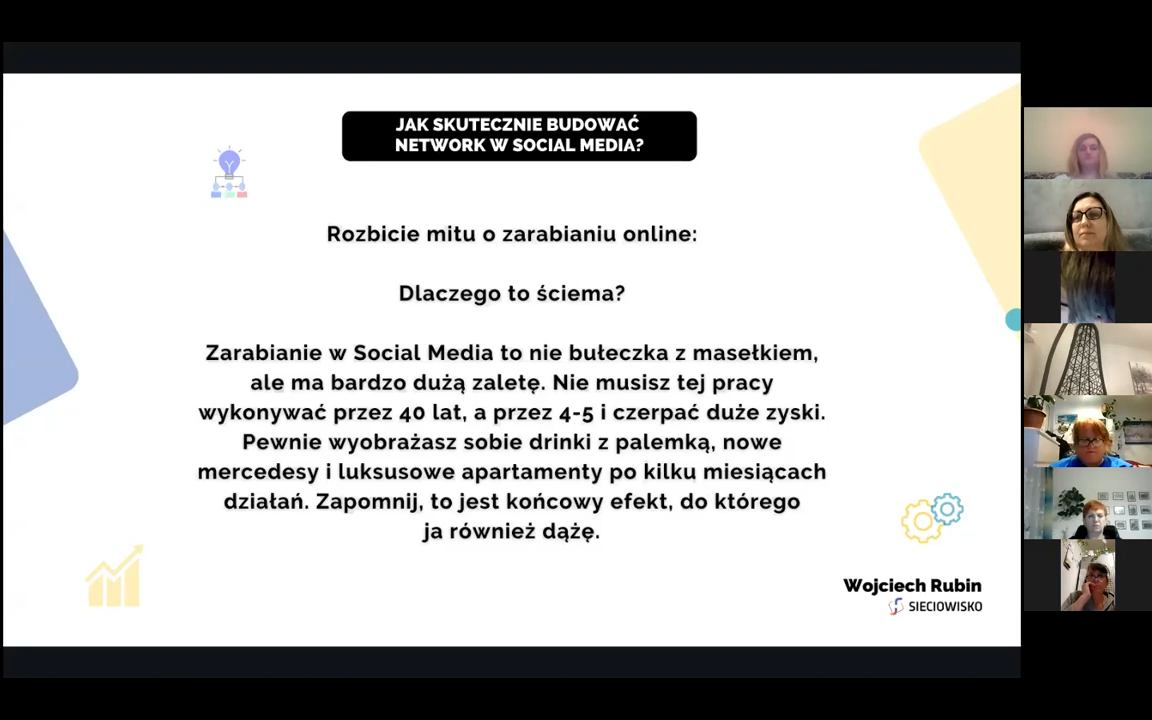 JAK SKUTECZNIE BUDOWAĆ
NETWORK W SOCIAL MEDIA?
Rozbicie mitu o zarabianiu online:
Dlaczego to ściema?
Zarabianie w Social Media to nie bułeczka z masełkiem,
ale ma bardzo dużą zaletę. Nie musisz tej pracy
wykonywać przez 40 lat, a przez 4-5 i czerpać duże zyski.
Pewnie wyobrażasz sobie drinki z palemką, nowe
mercedesy i luksusowe apartamenty po kilku miesiącach
działań. Zapomnij, to jest końcowy efekt, do którego
ja również dążę.
Wojciech Rubin
SIECIOWISKO